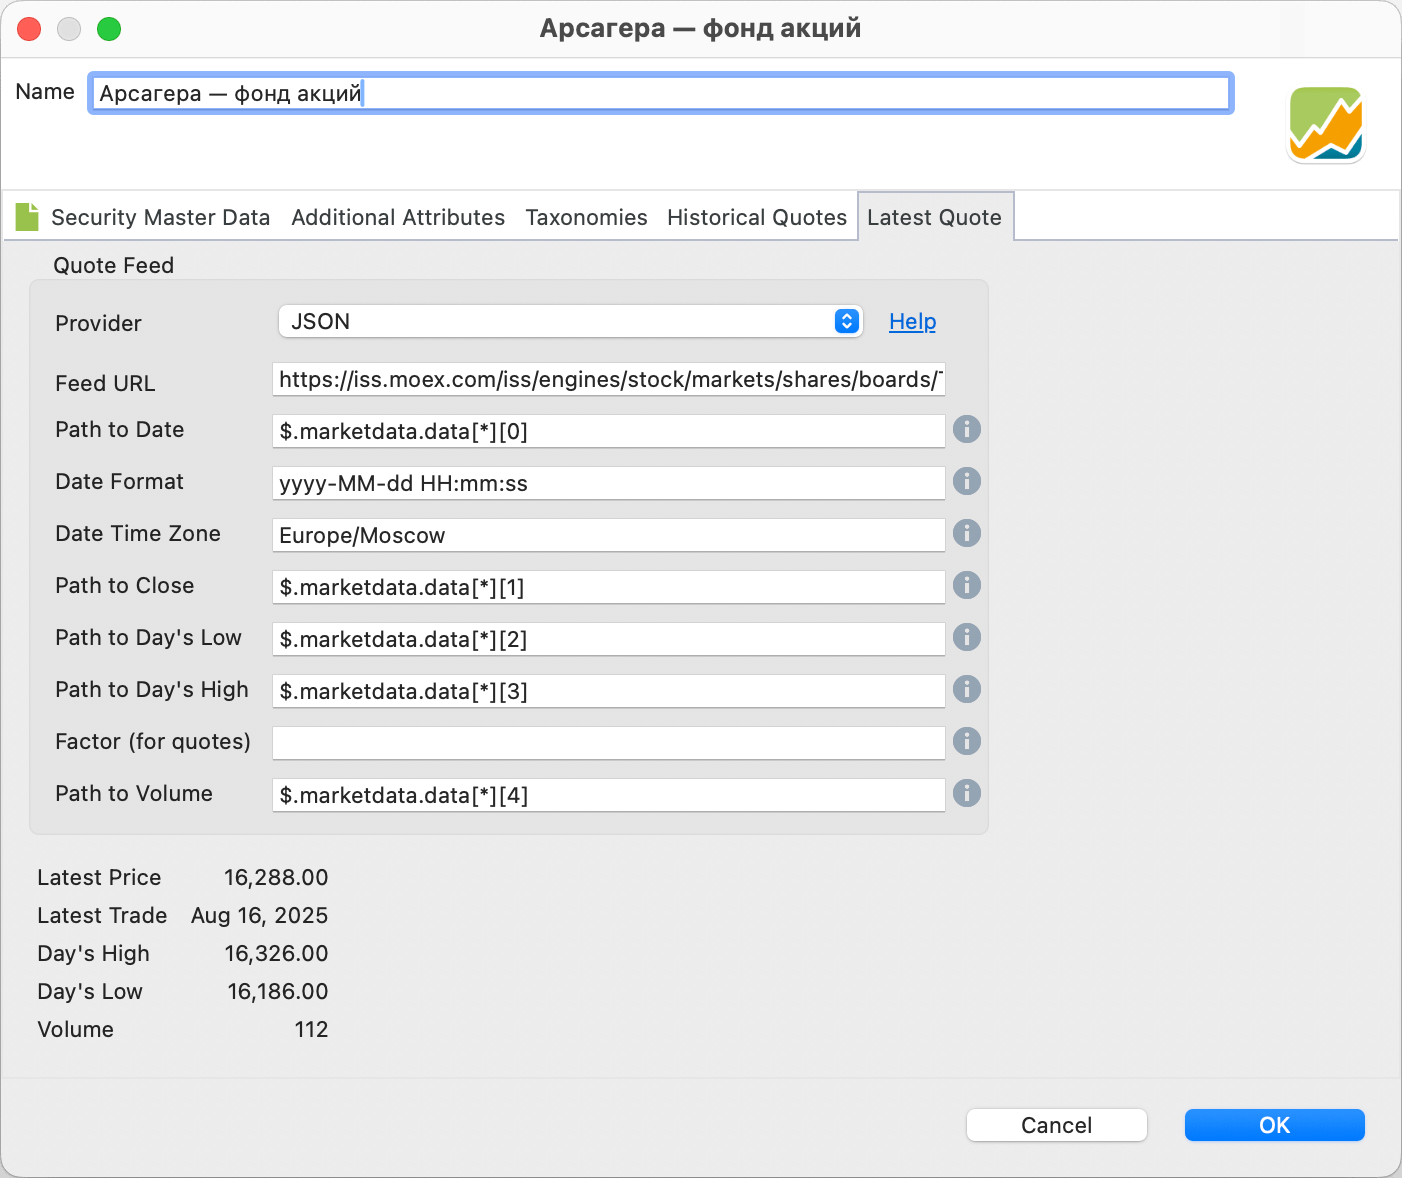 Арсагера — фонд акций
Name Арсагера — фонд акций
Security Master Data Additional Attributes Taxonomies Historical Quotes Latest Quote
Quote Feed
Provider JSON Help
Feed URL https://iss.moex.com/iss/engines/stock/markets/shares/boards/
Path to Date $.marketdata.data[*][0]
Date Format yyyy-MM-dd HH:mm:ss
Date Time Zone Europe/Moscow
Path to Close $.marketdata.data[*][1]
Path to Day's Low $.marketdata.data[*][2]
Path to Day's High $.marketdata.data[*][3]
Factor (for quotes)
Path to Volume $.marketdata.data[*][4]
Latest Price 16,288.00
Latest Trade Aug 16, 2025
Day's High 16,326.00
Day's Low 16,186.00
Volume 112
Cancel OK